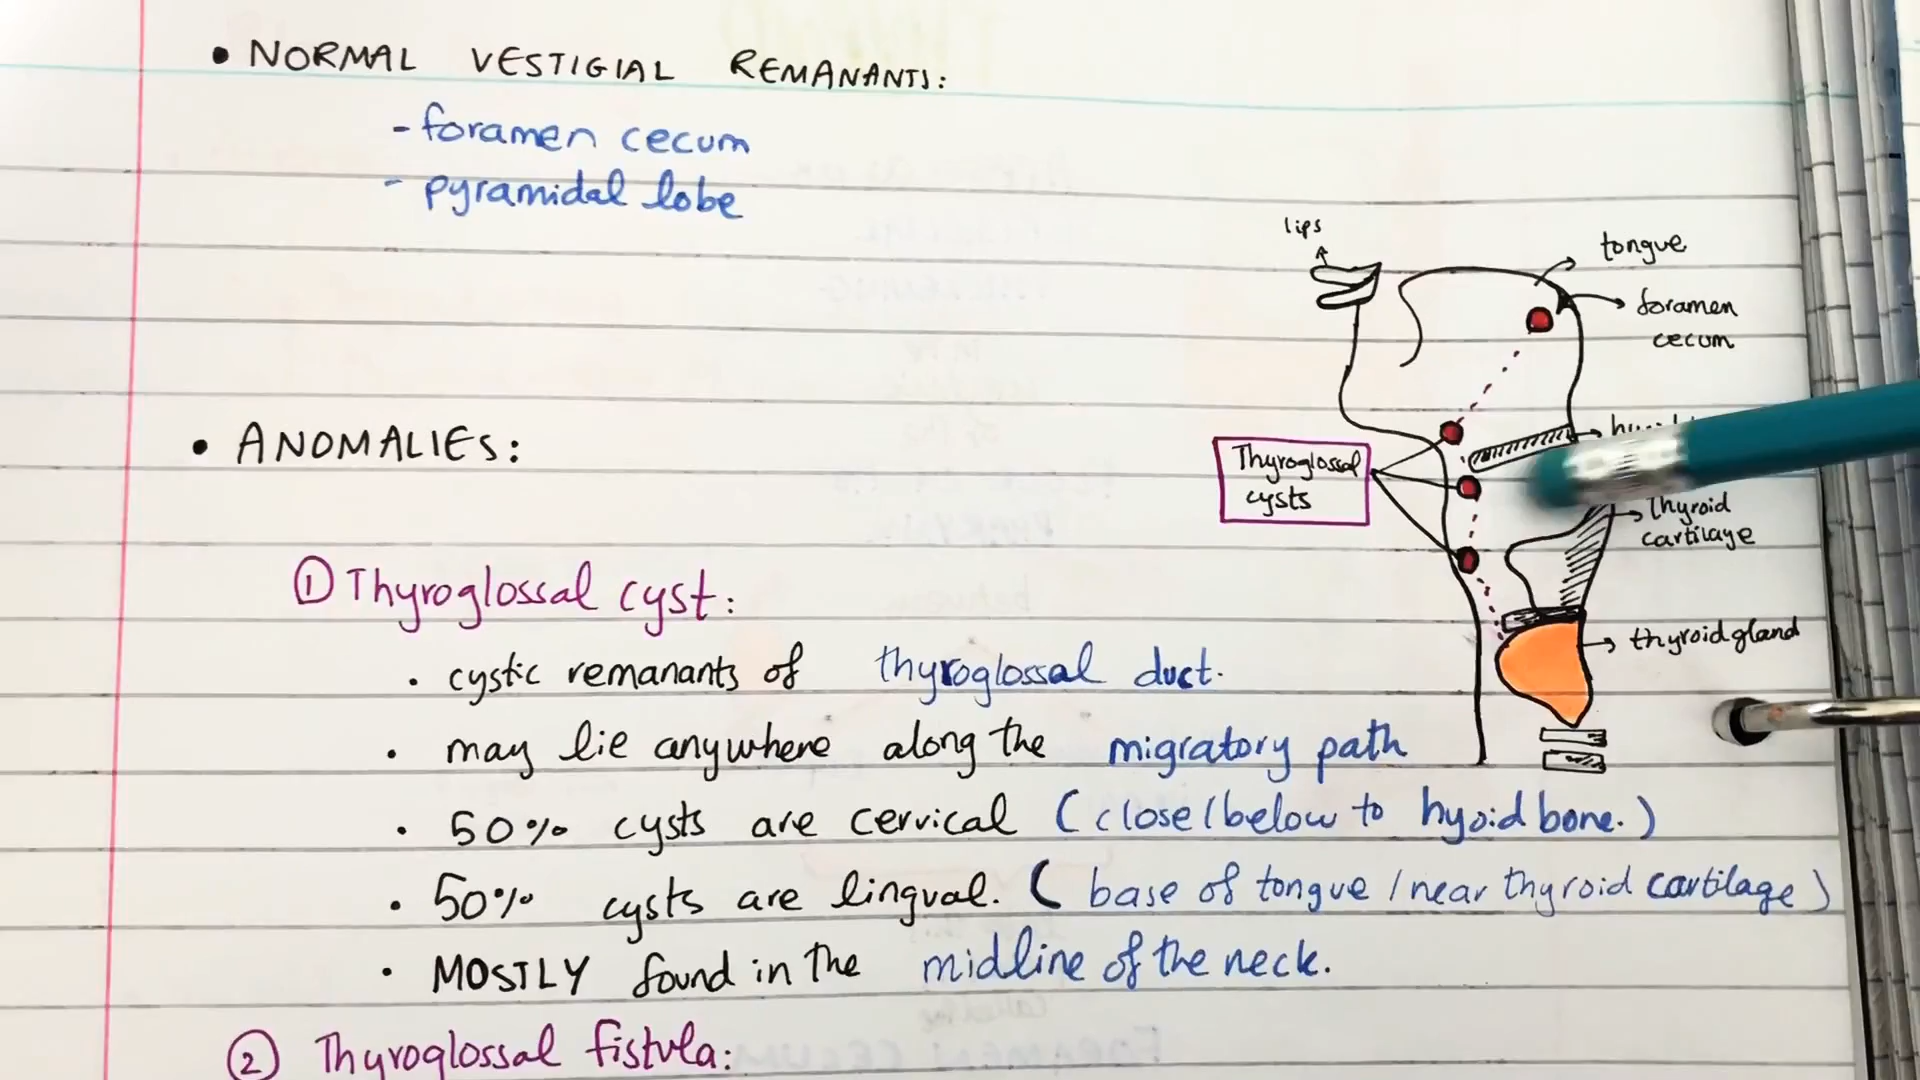 • NORMAL VESTIGIAL REMANANTS:
- foramen cecum
- pyramidal lobe
lips
tongue
foramen
cecum
Thyroglossal
cysts
thyroid
cartilage
thyroid gland
• ANOMALIES:
① Thyroglossal cyst:
• cystic remanants of thyroglossal duct.
• may lie anywhere along the migratory path
• 50% cysts are cervical (close/below to hyoid bone.)
• 50% cysts are lingual. (base of tongue / near thyroid cartilage)
• MOSTLY found in the midline of the neck.
② Thyroglossal fistula: